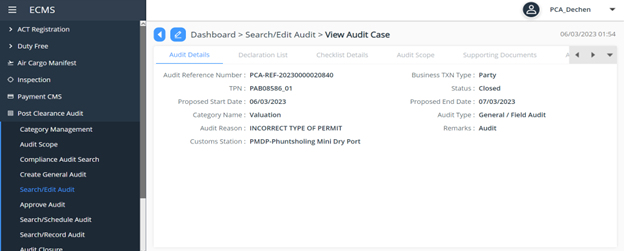 ECMS
PCA_Dechen
ACT Registration
Duty Free
Air Cargo Manifest
Inspection
Payment CMS
Post Clearance Audit
Category Management
Audit Scope
Compliance Audit Search
Create General Audit
Search/Edit Audit
Approve Audit
Search/Schedule Audit
Search/Record Audit
Audit Closure
Dashboard > Search/Edit Audit > View Audit Case
06/03/2023 01:54
Audit Details Declaration List Checklist Details Audit Scope Supporting Documents
Audit Reference Number : PCA-REF-20230000020840 Business TXN Type : Party
TPN : PAB08586_01 Status : Closed
Proposed Start Date : 06/03/2023 Proposed End Date : 07/03/2023
Category Name : Valuation Audit Type : General / Field Audit
Audit Reason : INCORRECT TYPE OF PERMIT Remarks : Audit
Customs Station : PMDP-Phuntsholing Mini Dry Port